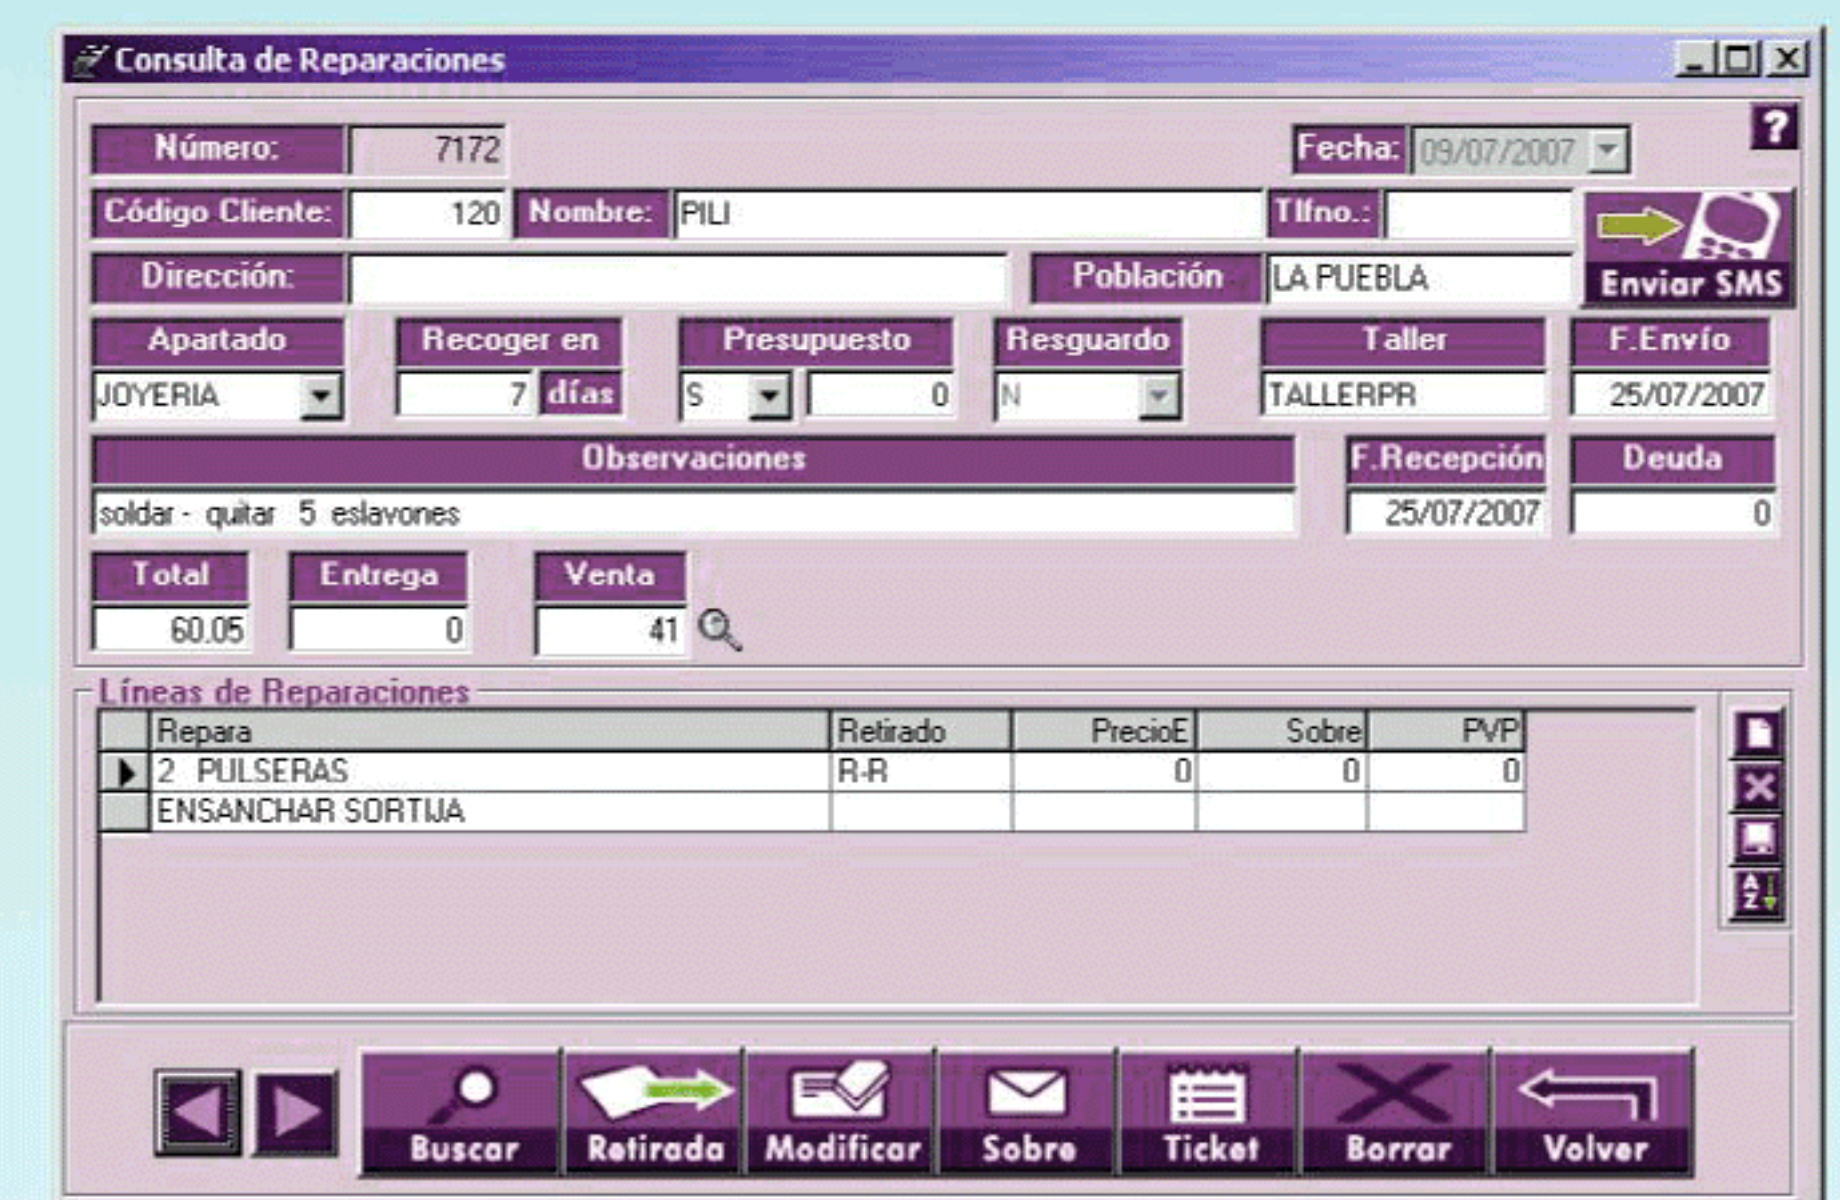 Consulta de Reparaciones
?
Número: 7172 Fecha: 09/07/2007
Código Cliente: 120 Nombre: PILI Tlfno.:
Enviar SMS
Dirección: Población LA PUEBLA
Apartado Recoger en Presupuesto Resguardo Taller F.Envío
JOYERIA 7 días S 0 N TALLERPR 25/07/2007
Observaciones F.Recepción Deuda
soldar - quitar 5 eslavones 25/07/2007 0
Total Entrega Venta
60.05 0 41
Líneas de Reparaciones
Repara Retirado PrecioE Sobre PVP
2 PULSERAS R-R 0 0 0
ENSANCHAR SORTIJA
A
Z
Buscar Retirada Modificar Sobre Ticket Borrar Volver